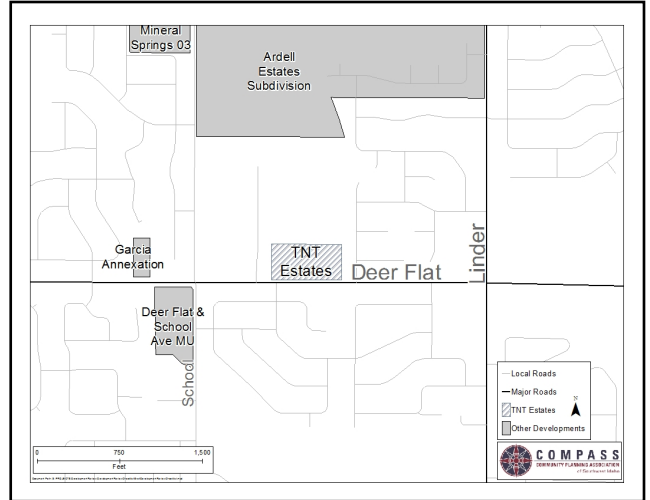 Mineral
Springs 03
Ardell
Estates
Subdivision
Garcia
Annexation
TNT
Estates
Deer Flat
Linder
Deer Flat &
School
Ave MU
School
Local Roads
Major Roads
TNT Estates
Other Developments
N
0 750 1,500
Feet
COMPASS
COMMUNITY PLANNING ASSOCIATION
of Southwest Idaho